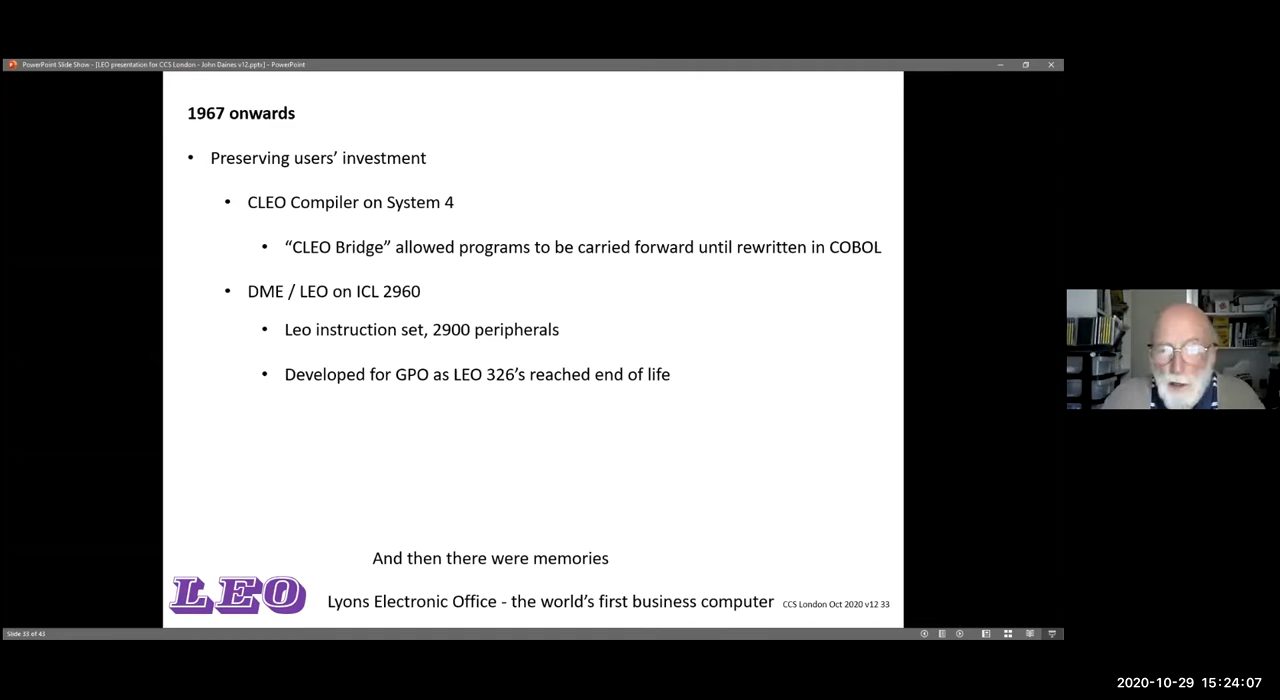 PowerPoint Slide Show - [LEO presentation for CCS London - John Daines v12.pptx] - PowerPoint
1967 onwards
• Preserving users’ investment
• CLEO Compiler on System 4
• “CLEO Bridge” allowed programs to be carried forward until rewritten in COBOL
• DME / LEO on ICL 2960
• Leo instruction set, 2900 peripherals
• Developed for GPO as LEO 326’s reached end of life
And then there were memories
LEO
Lyons Electronic Office - the world’s first business computer
CCS London Oct 2020 v12 33
Slide 33 of 43
2020-10-29 15:24:07